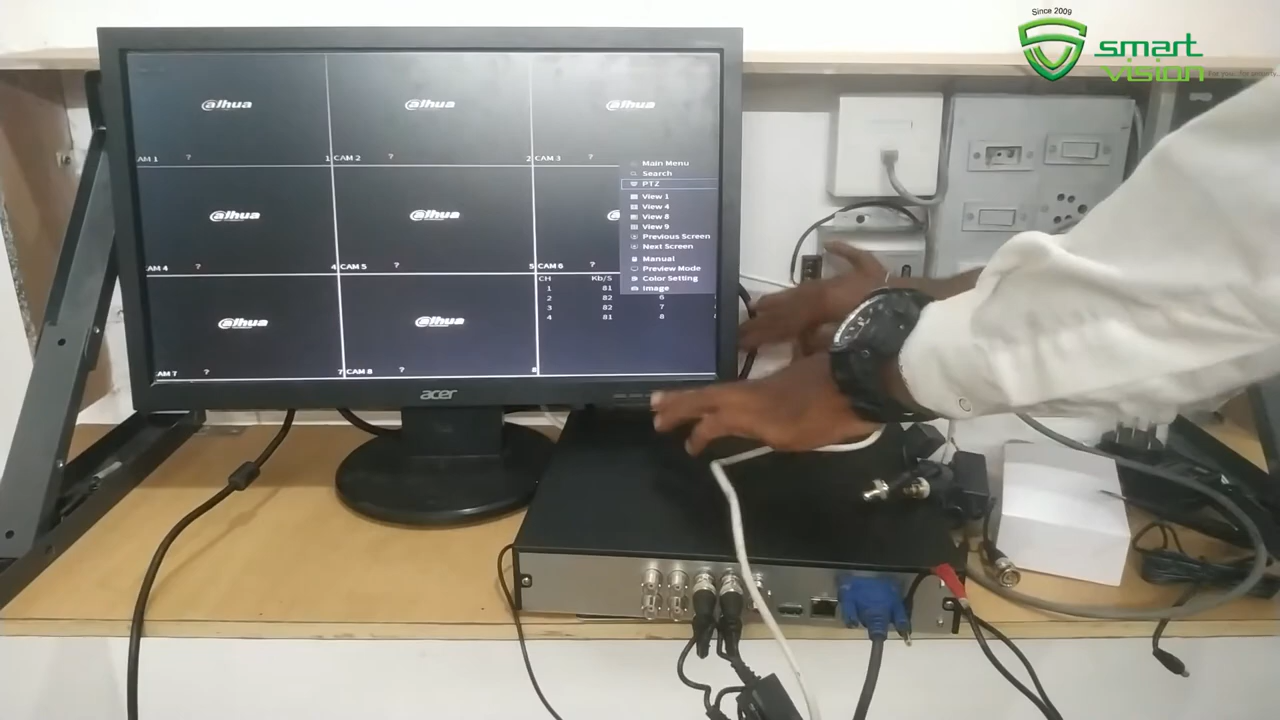 Since 2009
smart
vision
alhua
alhua
alhua
AM 1 ? 1
CAM 2 ? 2
CAM 3 ?
Main Menu
Search
PTZ
View 1
View 4
View 8
View 9
Previous Screen
Next Screen
Manual
Preview Mode
Color Setting
Image
alhua
alhua
AM 4 ? 4
CAM 5 ? 5
CAM 6 ?
CH Kb/S
1 81
2 82 6
3 82 7
4 81 8
alhua
alhua
AM 7 ? 7
CAM 8 ? 8
acer